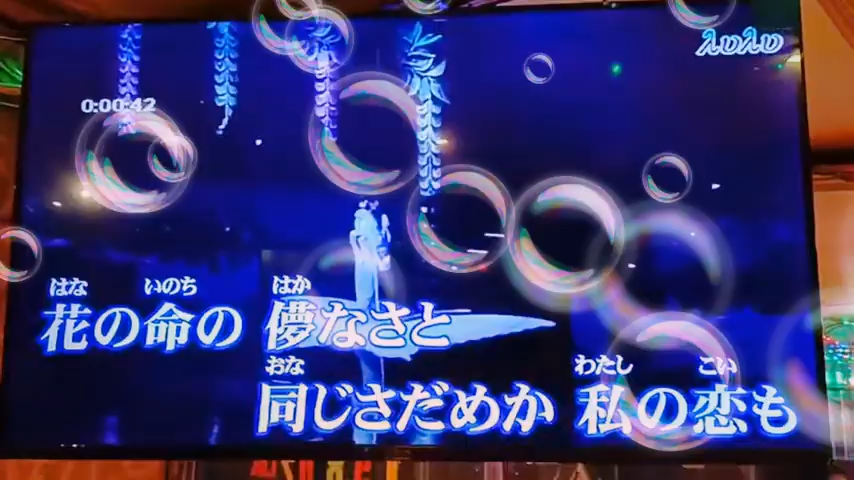 0:00:42
はな いのち はか
花の命の 儚なさと
おな わたし こい
同じさだめか 私の恋も